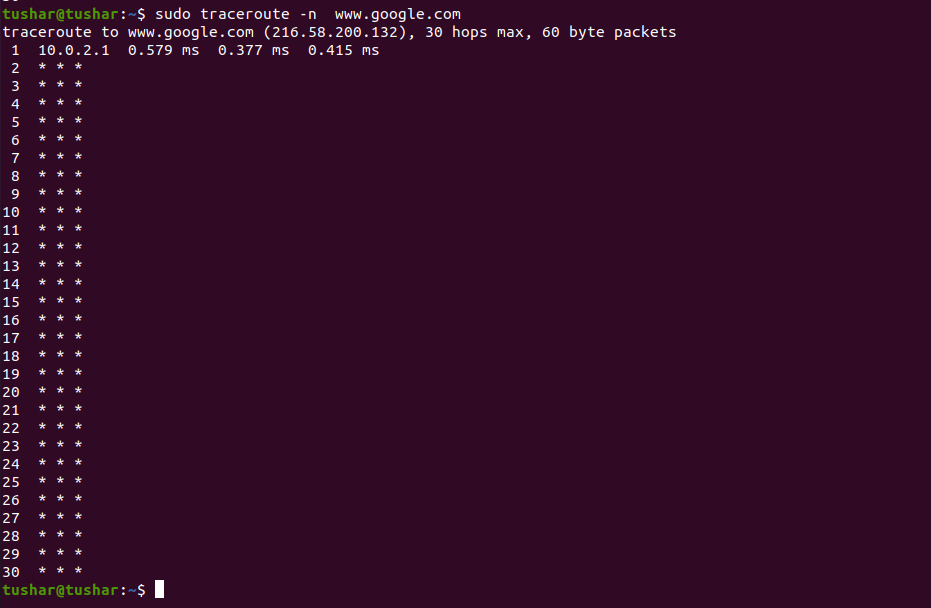 tushar@tushar:~$ sudo traceroute -n  www.google.com
traceroute to www.google.com (216.58.200.132), 30 hops max, 60 byte packets
 1  10.0.2.1  0.579 ms  0.377 ms  0.415 ms
 2  * * *
 3  * * *
 4  * * *
 5  * * *
 6  * * *
 7  * * *
 8  * * *
 9  * * *
10  * * *
11  * * *
12  * * *
13  * * *
14  * * *
15  * * *
16  * * *
17  * * *
18  * * *
19  * * *
20  * * *
21  * * *
22  * * *
23  * * *
24  * * *
25  * * *
26  * * *
27  * * *
28  * * *
29  * * *
30  * * *
tushar@tushar:~$